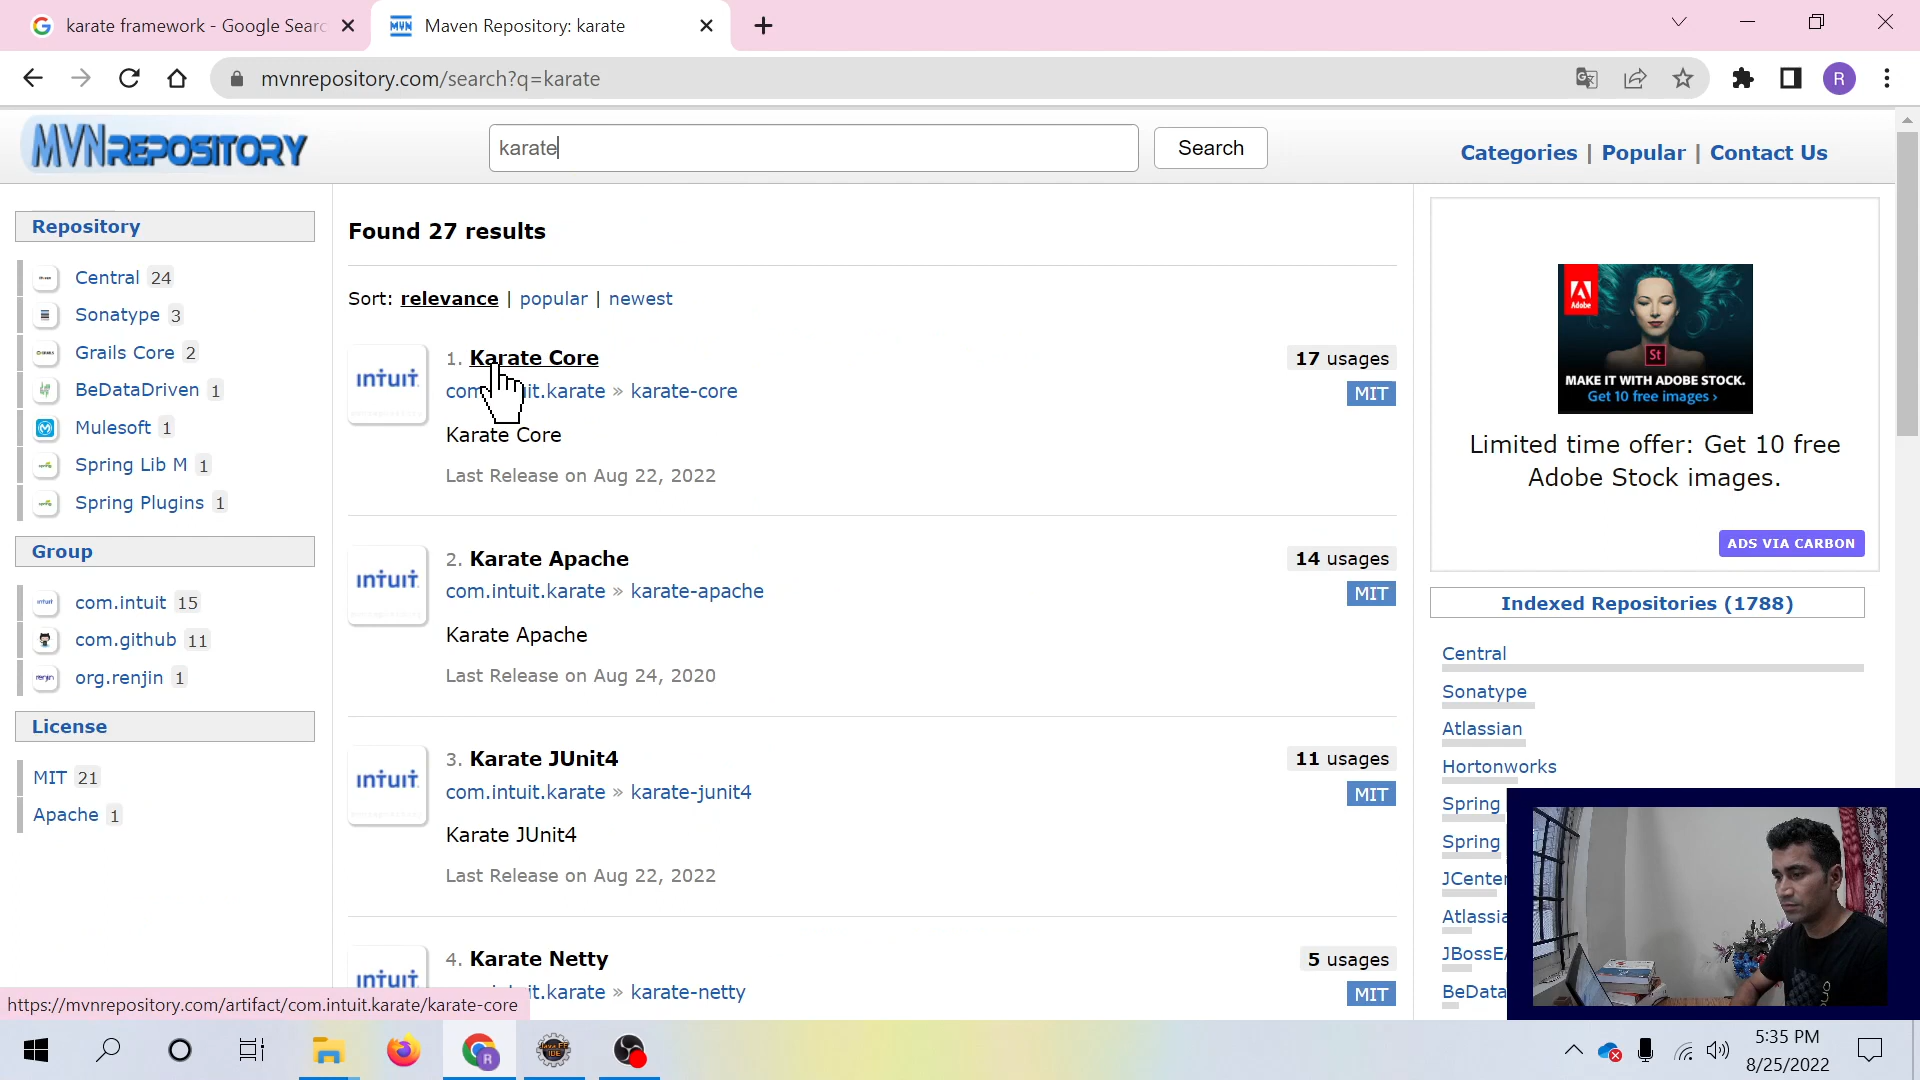 karate framework - Google Searc
Maven Repository: karate
mvnrepository.com/search?q=karate
R
MVNREPOSITORY
karate
Search
Categories | Popular | Contact Us
Repository
Central 24
Sonatype 3
Grails Core 2
BeDataDriven 1
Mulesoft 1
Spring Lib M 1
Spring Plugins 1
Group
com.intuit 15
com.github 11
org.renjin 1
License
MIT 21
Apache 1
Found 27 results
Sort: relevance | popular | newest
1. Karate Core
17 usages
com.intuit.karate » karate-core
MIT
Karate Core
Last Release on Aug 22, 2022
2. Karate Apache
14 usages
com.intuit.karate » karate-apache
MIT
Karate Apache
Last Release on Aug 24, 2020
3. Karate JUnit4
11 usages
com.intuit.karate » karate-junit4
MIT
Karate JUnit4
Last Release on Aug 22, 2022
4. Karate Netty
5 usages
it.karate » karate-netty
MIT
INTUIT
INTUIT
INTUIT
INTUIT
Adobe
St
MAKE IT WITH ADOBE STOCK.
Get 10 free images ›
Limited time offer: Get 10 free
Adobe Stock images.
ADS VIA CARBON
Indexed Repositories (1788)
Central
Sonatype
Atlassian
Hortonworks
Spring
Spring
JCenter
Atlassia
JBossEA
BeData
https://mvnrepository.com/artifact/com.intuit.karate/karate-core
Java EE
IDE
R
5:35 PM
8/25/2022